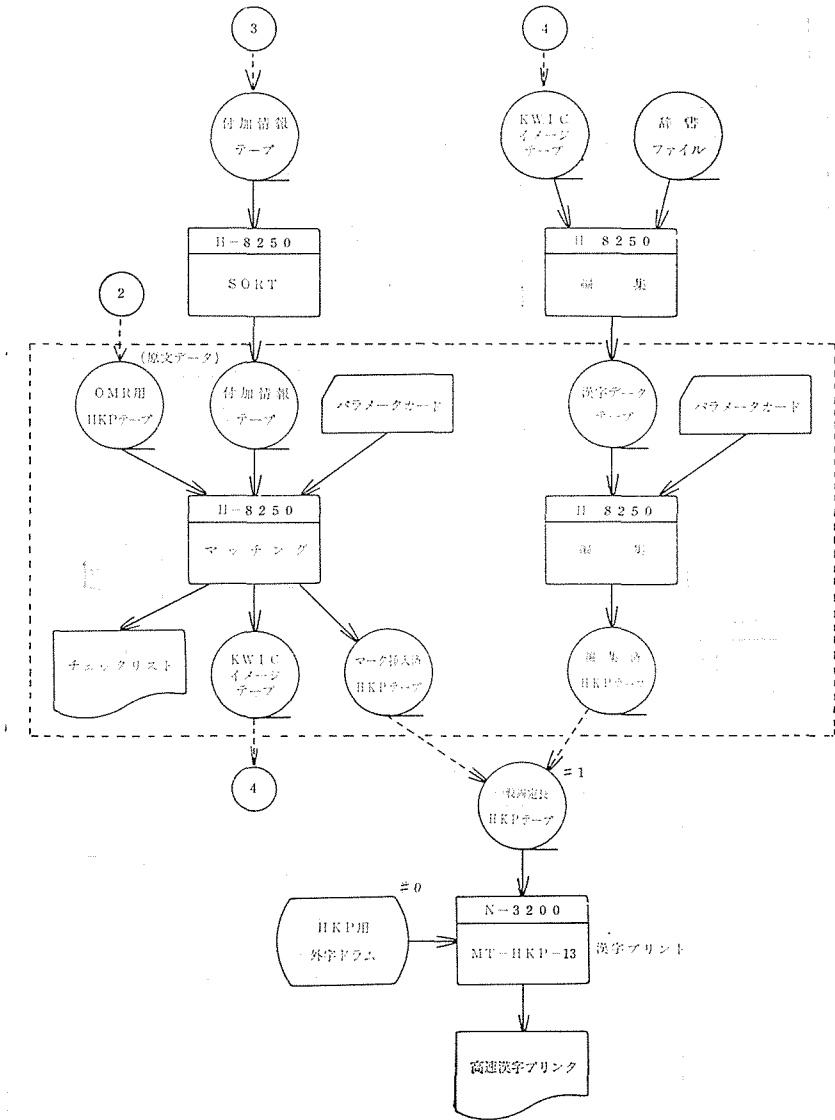 3
4
付加情報
テープ
KWIC
イメージ
テープ
辞書
ファイル
H-8250
SORT
H 8250
編 集
2
(原文データ)
OMR用
HKPテープ
付加情報
テープ
パラメータカード
漢字データ
テープ
パラメータカード
H-8250
マッチング
H 8250
編 集
チェックリスト
KWIC
イメージ
テープ
マーク挿入済
HKPテープ
編集済
HKPテープ
4
#1
一般固定長
HKPテープ
#0
HKP用
外字ドラム
N-3200
MT-HKP-13
漢字プリント
高速漢字プリンタ